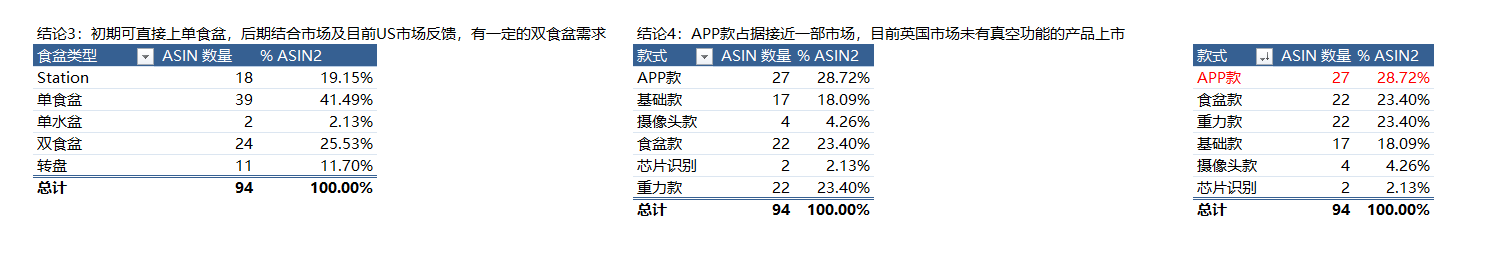 结论3：初期可直接上单食盆，后期结合市场及目前US市场反馈，有一定的双食盆需求
食盆类型 ASIN 数量 % ASIN2
Station 18 19.15%
单食盆 39 41.49%
单水盆 2 2.13%
双食盆 24 25.53%
转盘 11 11.70%
总计 94 100.00%
结论4：APP款占据接近一部市场，目前英国市场未有真空功能的产品上市
款式 ASIN 数量 % ASIN2
APP款 27 28.72%
基础款 17 18.09%
摄像头款 4 4.26%
食盆款 22 23.40%
芯片识别 2 2.13%
重力款 22 23.40%
总计 94 100.00%
款式 ASIN 数量 % ASIN2
APP款 27 28.72%
食盆款 22 23.40%
重力款 22 23.40%
基础款 17 18.09%
摄像头款 4 4.26%
芯片识别 2 2.13%
总计 94 100.00%